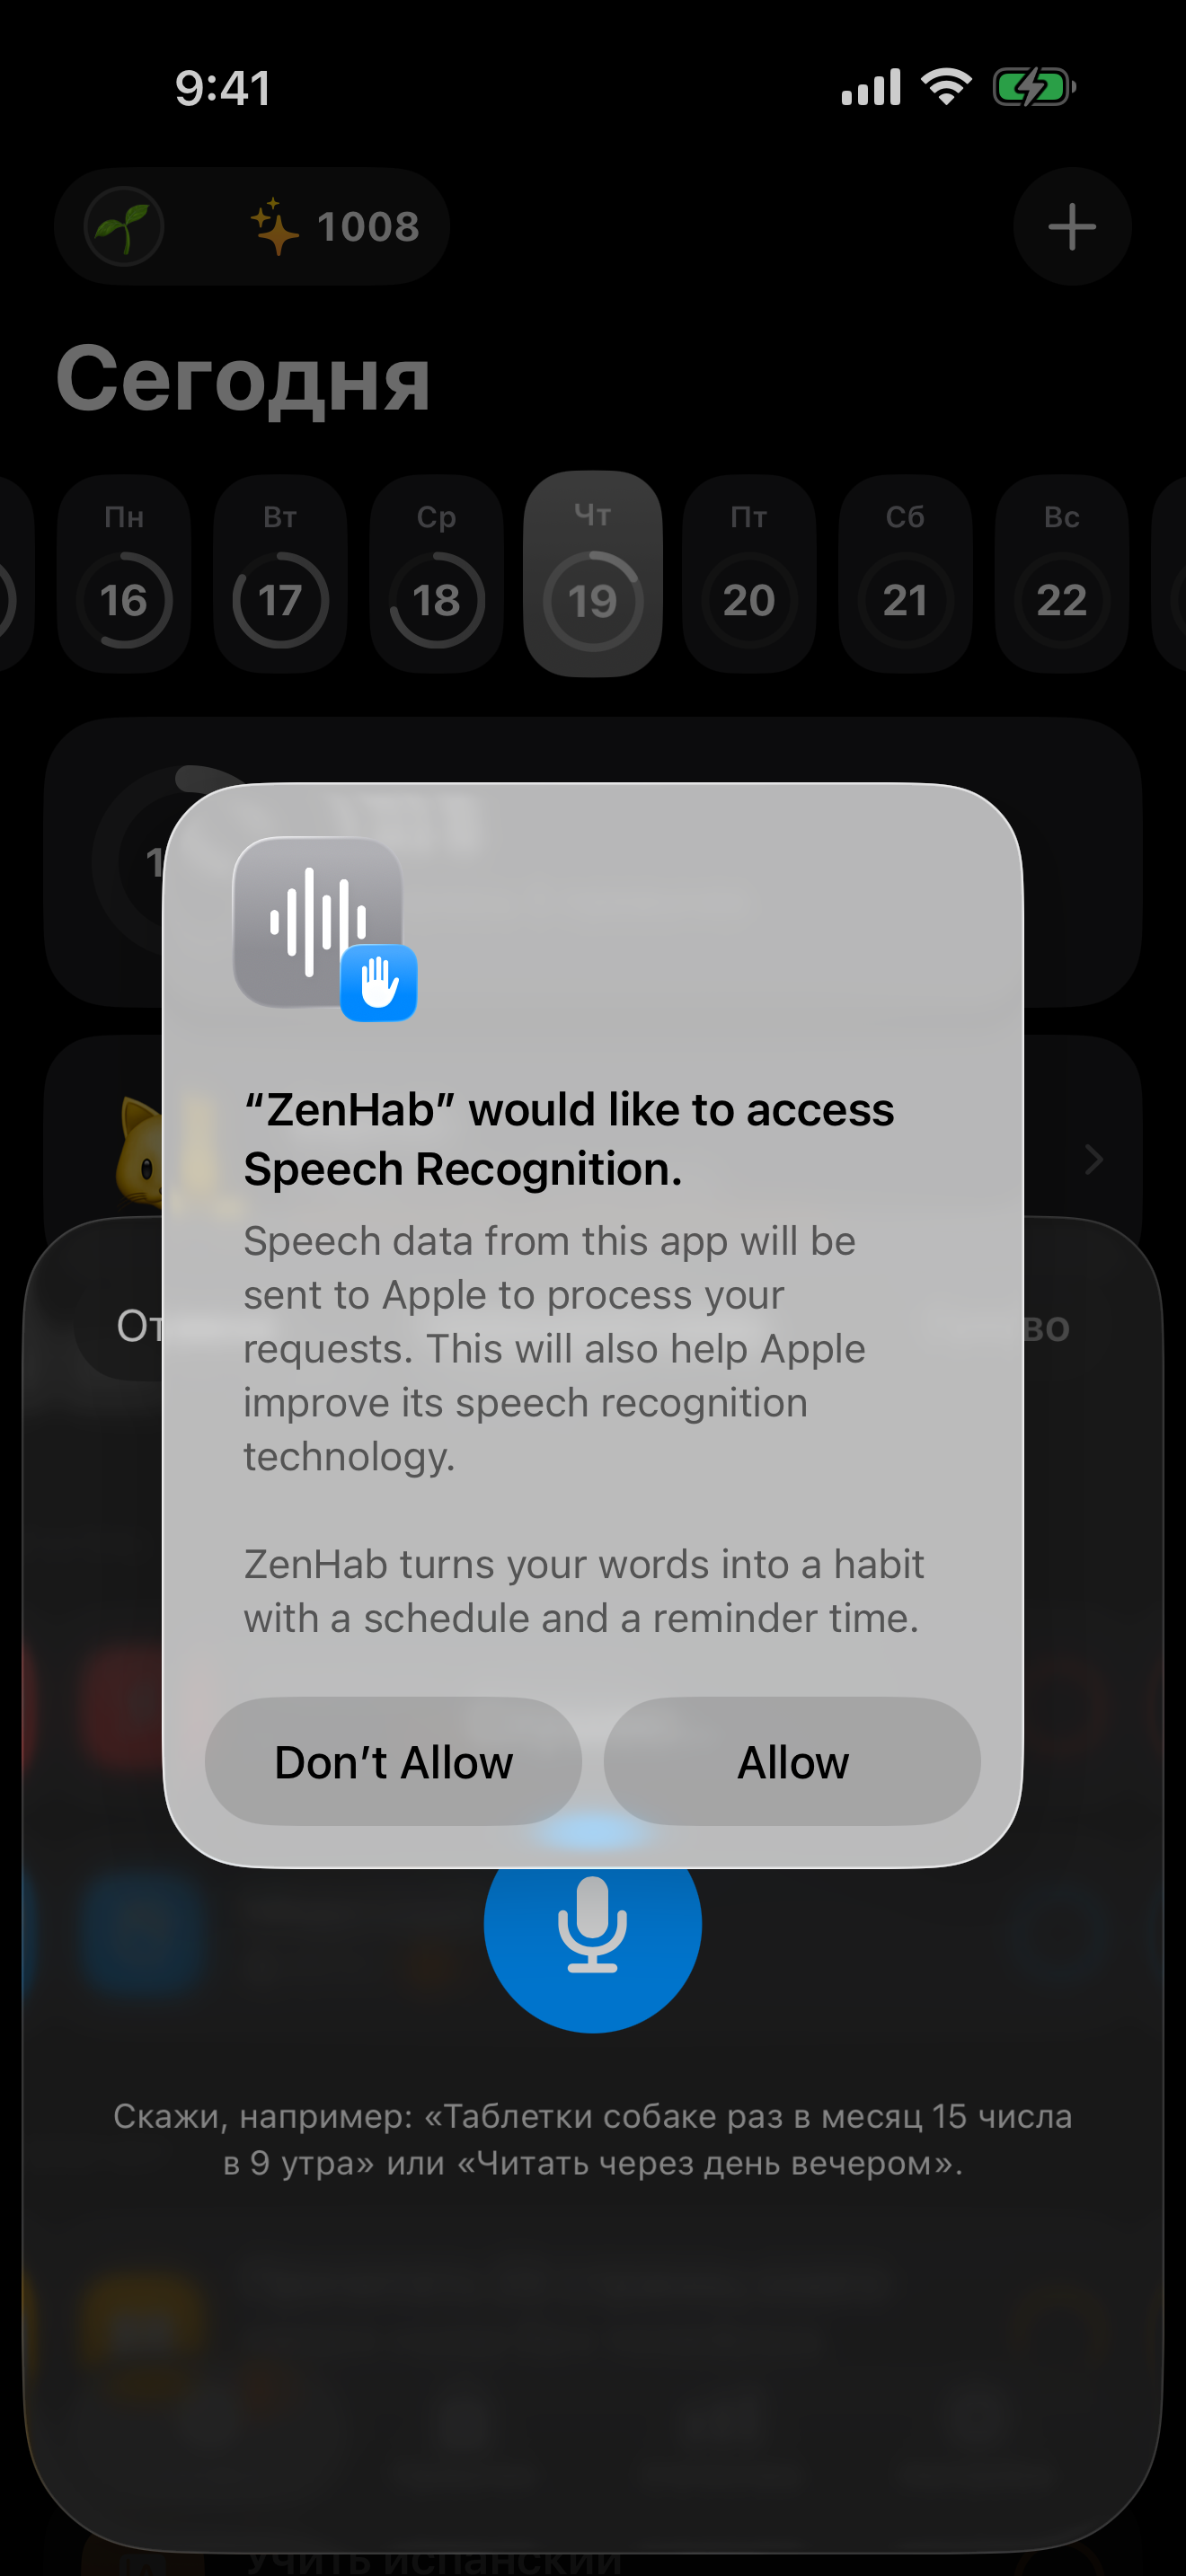 9:41
1008
Сегодня
Пн
Вт
Ср
Чт
Пт
Сб
Вс
16
17
18
19
20
21
22
“ZenHab” would like to access
Speech Recognition.
Speech data from this app will be
sent to Apple to process your
requests. This will also help Apple
improve its speech recognition
technology.
ZenHab turns your words into a habit
with a schedule and a reminder time.
Don’t Allow
Allow
Скажи, например: «Таблетки собаке раз в месяц 15 числа
в 9 утра» или «Читать через день вечером».
Учить испанский